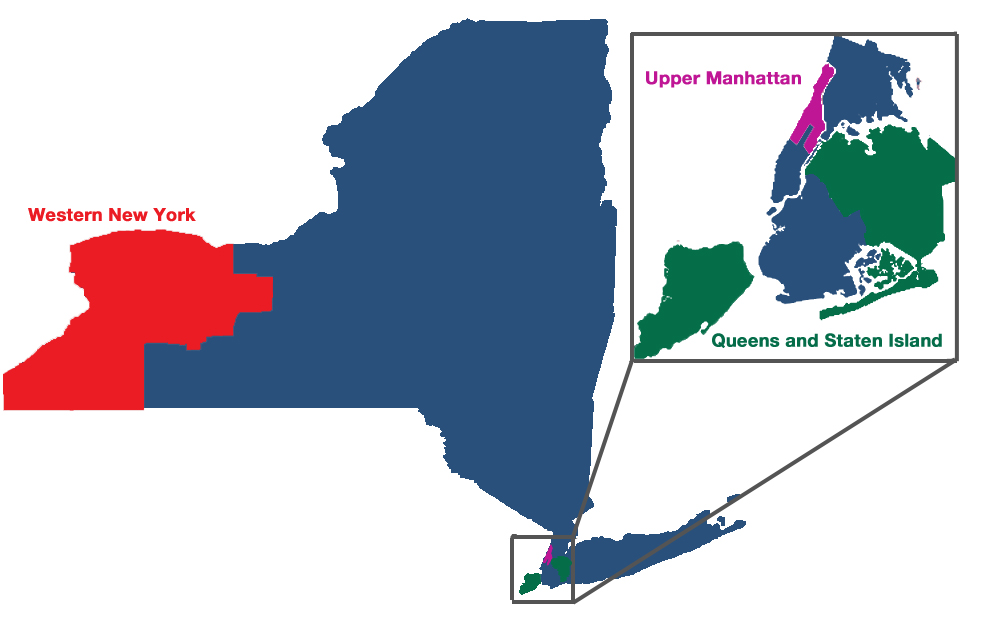 Upper Manhattan
Western New York
Queens and Staten Island